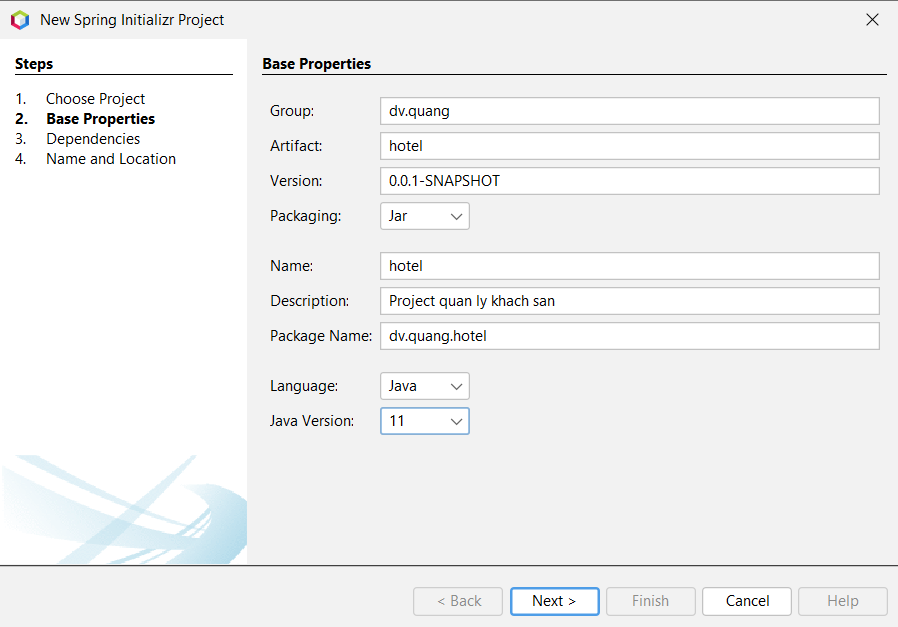 New Spring Initializr Project
Steps
1. Choose Project
2. Base Properties
3. Dependencies
4. Name and Location
Base Properties
Group: dv.quang
Artifact: hotel
Version: 0.0.1-SNAPSHOT
Packaging: Jar
Name: hotel
Description: Project quan ly khach san
Package Name: dv.quang.hotel
Language: Java
Java Version: 11
< Back Next > Finish Cancel Help